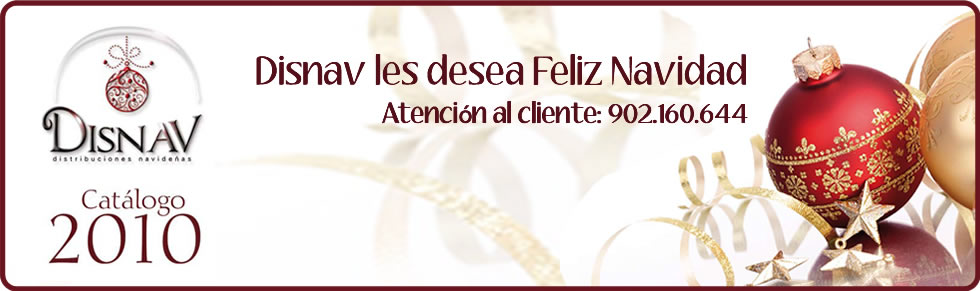 DISNAV
distribuciones navideñas
Catálogo
2010
Disnav les desea Feliz Navidad
Atención al cliente: 902.160.644